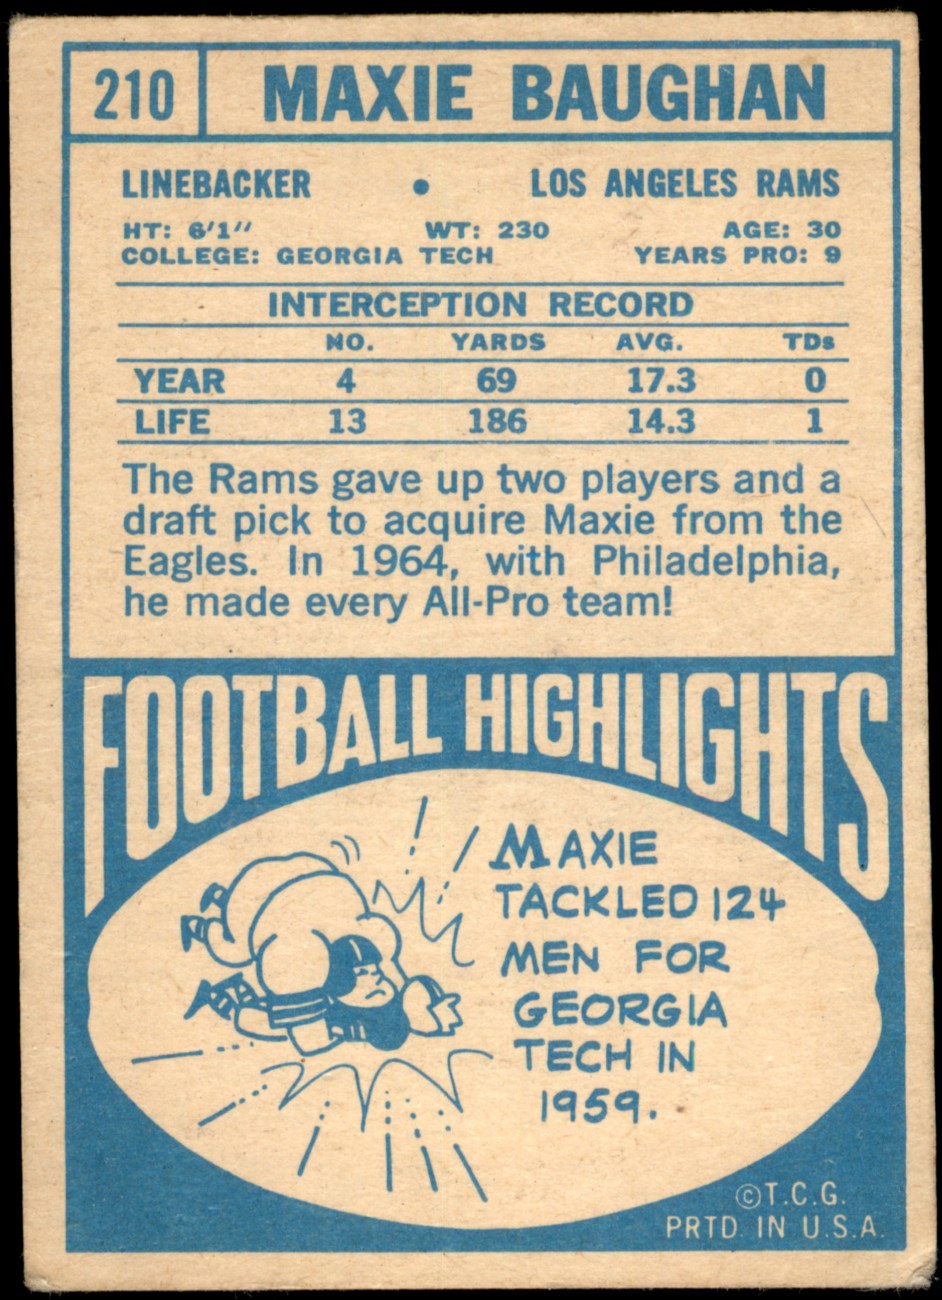 210 MAXIE BAUGHAN
LINEBACKER • LOS ANGELES RAMS
HT: 6'1" WT: 230 AGE: 30
COLLEGE: GEORGIA TECH YEARS PRO: 9
INTERCEPTION RECORD
NO. YARDS AVG. TDs
YEAR 4 69 17.3 0
LIFE 13 186 14.3 1
The Rams gave up two players and a
draft pick to acquire Maxie from the
Eagles. In 1964, with Philadelphia,
he made every All-Pro team!
FOOTBALL HIGHLIGHTS
MAXIE
TACKLED 124
MEN FOR
GEORGIA
TECH IN
1959.
©T.C.G.
PRTD. IN U.S.A.